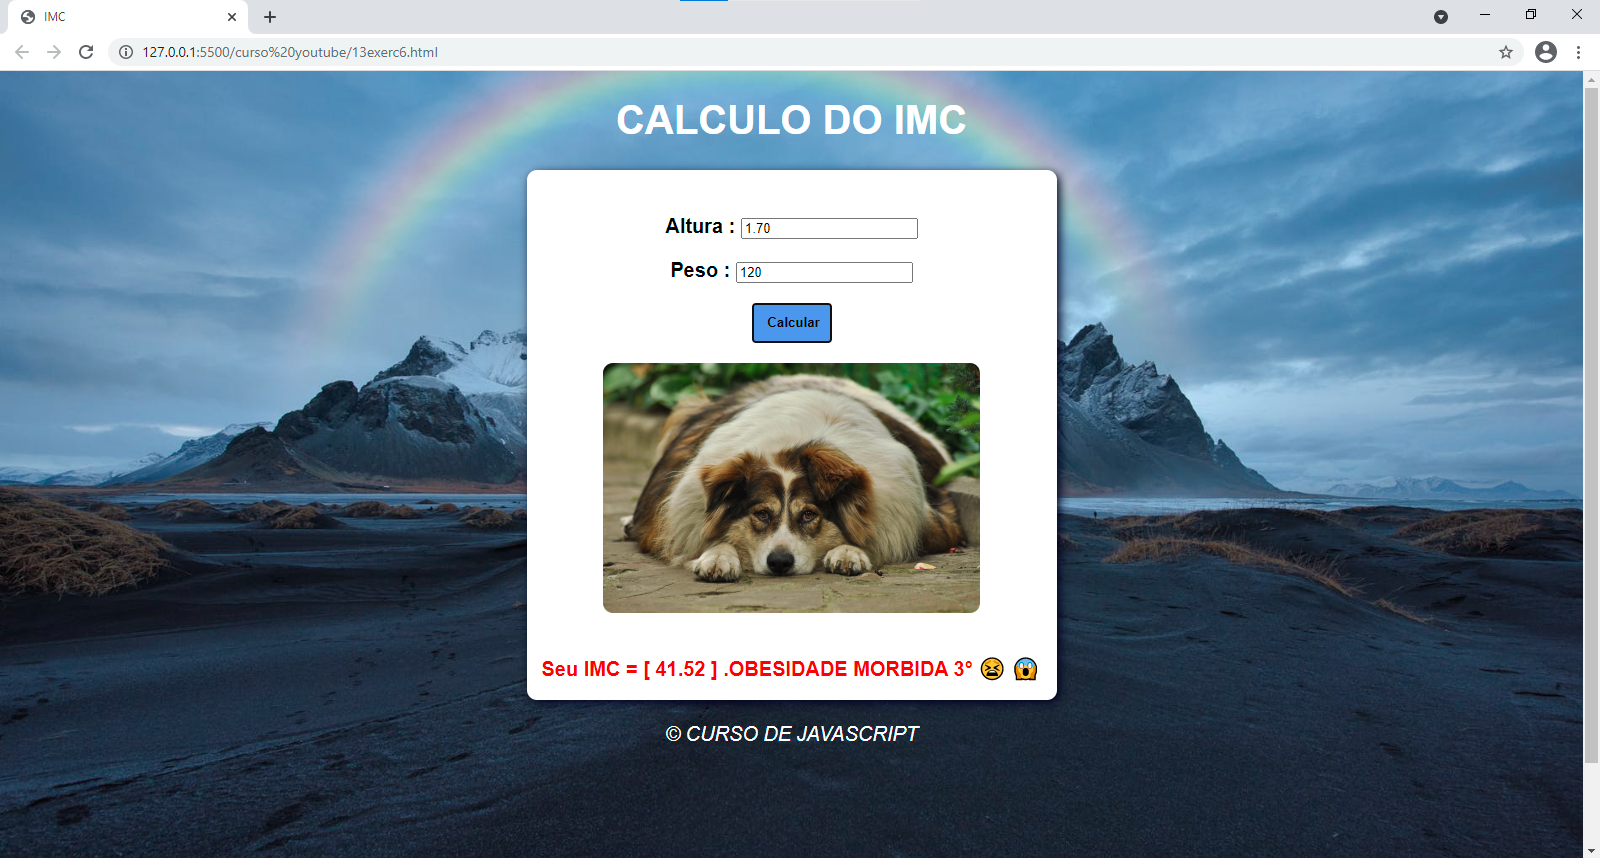 IMC
127.0.0.1:5500/curso%20youtube/13exerc6.html
CALCULO DO IMC
Altura : 1.70
Peso : 120
Calcular
Seu IMC = [ 41.52 ] .OBESIDADE MORBIDA 3° 😫 😱
© CURSO DE JAVASCRIPT